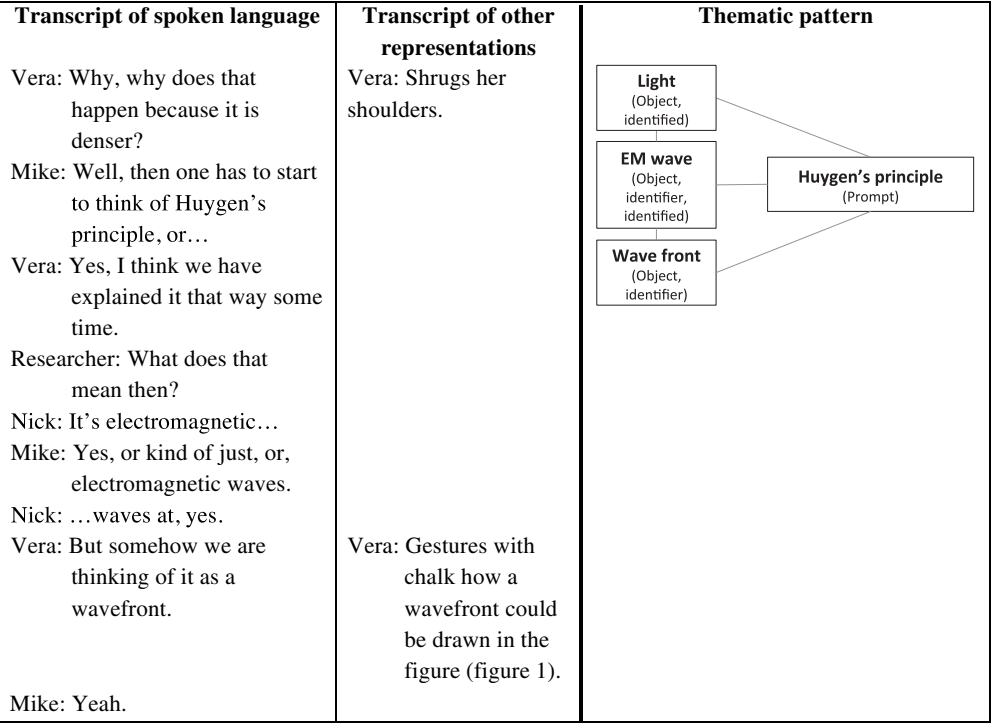 Transcript of spoken language
Vera: Why, why does that
happen because it is
denser?
Mike: Well, then one has to start
to think of Huygen's
principle, or…
Vera: Yes, I think we have
explained it that way some
time.
Researcher: What does that
mean then?
Nick: It's electromagnetic…
Mike: Yes, or kind of just, or,
electromagnetic waves.
Nick: …waves at, yes.
Vera: But somehow we are
thinking of it as a
wavefront.
Mike: Yeah.
Transcript of other
representations
Vera: Shrugs her
shoulders.
Vera: Gestures with
chalk how a
wavefront could
be drawn in the
figure (figure 1).
Thematic pattern
Light
(Object,
identified)
EM wave
(Object,
identifier,
identified)
Wave front
(Object,
identifier)
Huygen's principle
(Prompt)